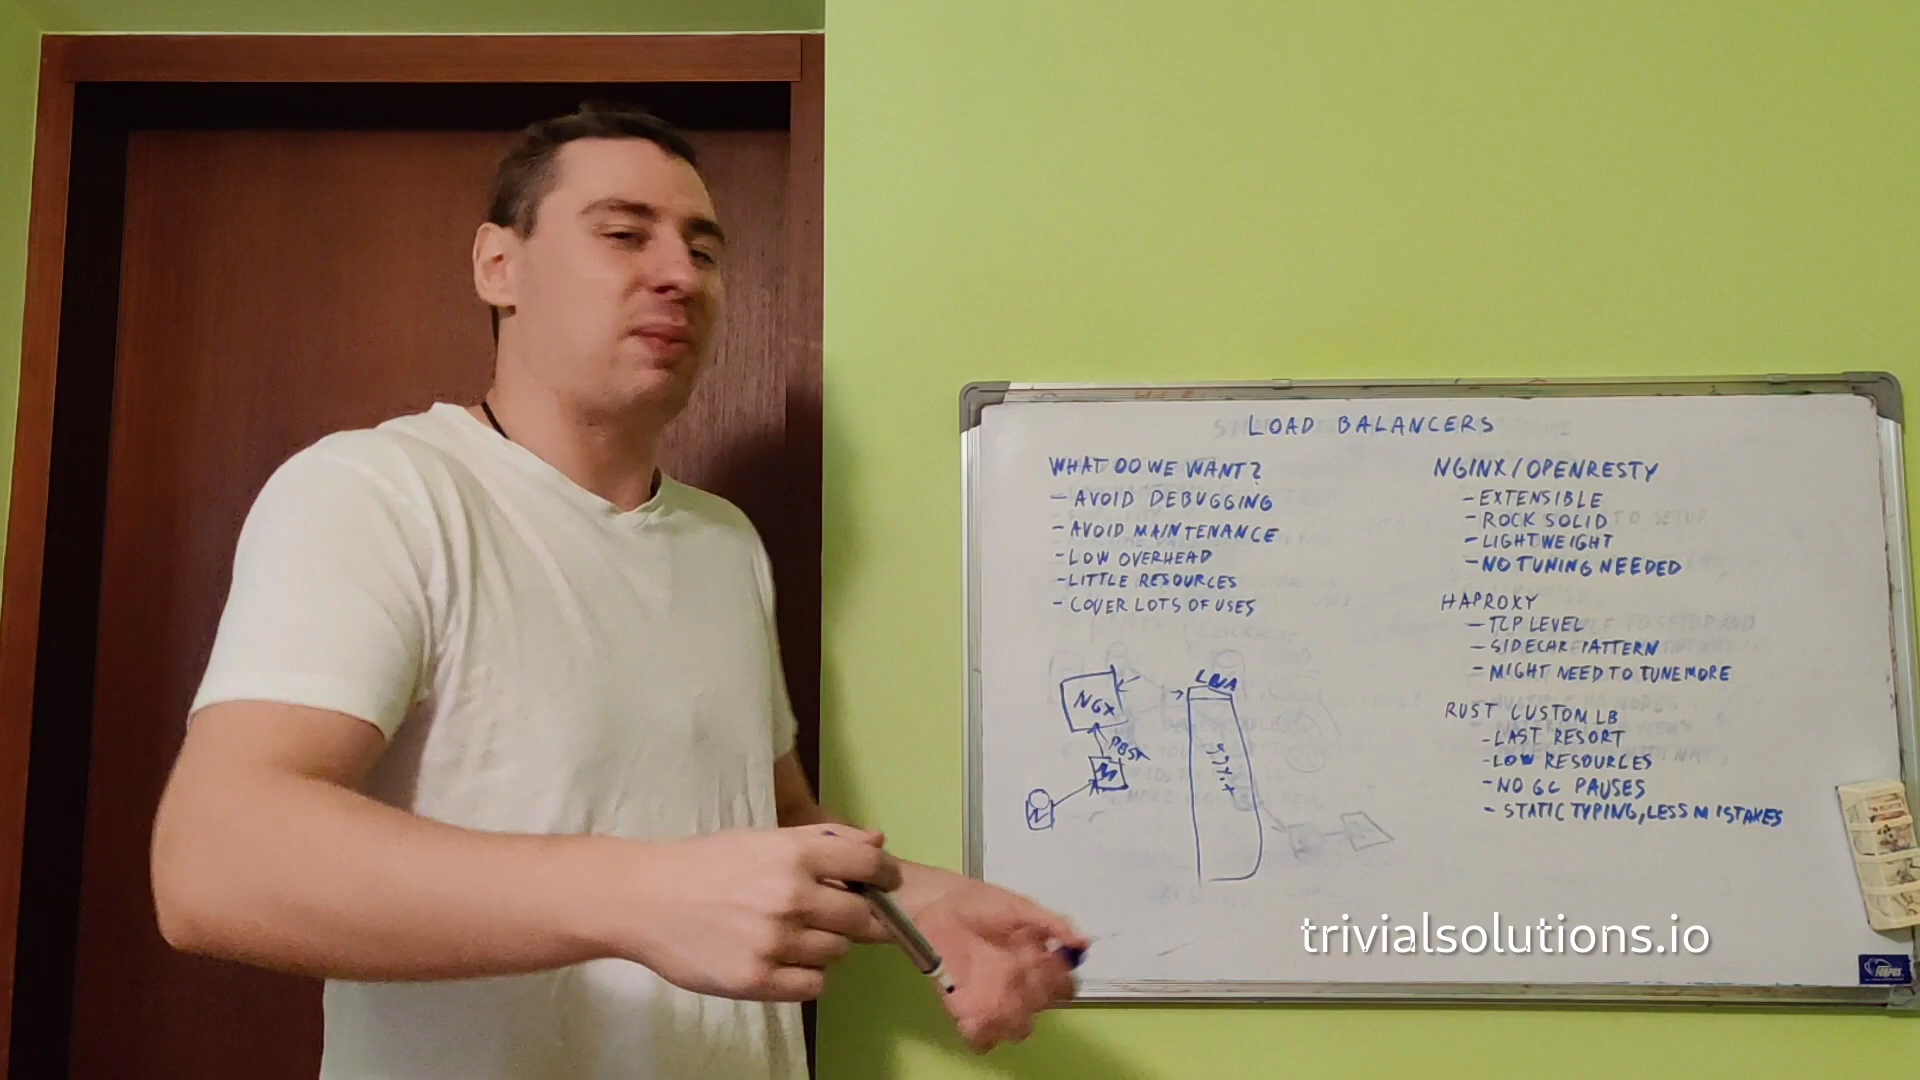 LOAD BALANCERS
WHAT DO WE WANT?
- AVOID DEBUGGING
- AVOID MAINTENANCE
- LOW OVERHEAD
- LITTLE RESOURCES
- COVER LOTS OF USES
NGINX/OPENRESTY
- EXTENSIBLE
- ROCK SOLID
- LIGHTWEIGHT
- NO TUNING NEEDED
HAPROXY
- TCP LEVEL
- SIDECAR PATTERN
- MIGHT NEED TO TUNE MORE
RUST CUSTOM LB
- LAST RESORT
- LOW RESOURCES
- NO GC PAUSES
- STATIC TYPING, LESS MISTAKES
NGX
trivialsolutions.io